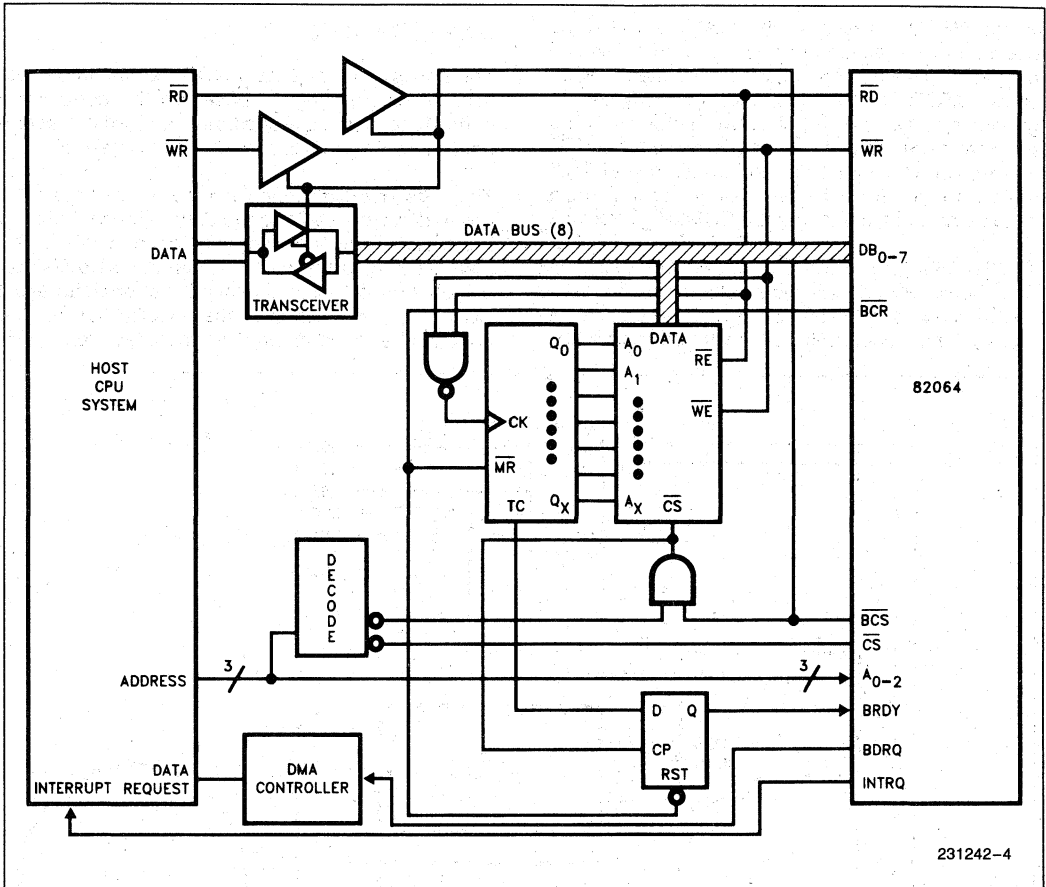 RD
RD
WR
WR
DATA BUS (8)
DATA
DB0-7
TRANSCEIVER
BCR
HOST
CPU
SYSTEM
82064
Q0
A0
DATA
RE
A1
WE
CK
MR
TC
QX
AX
CS
DECODE
BCS
CS
3
3
ADDRESS
A0-2
D
Q
BRDY
CP
BDRQ
DATA
REQUEST
DMA
CONTROLLER
RST
INTERRUPT
INTRQ
231242-4